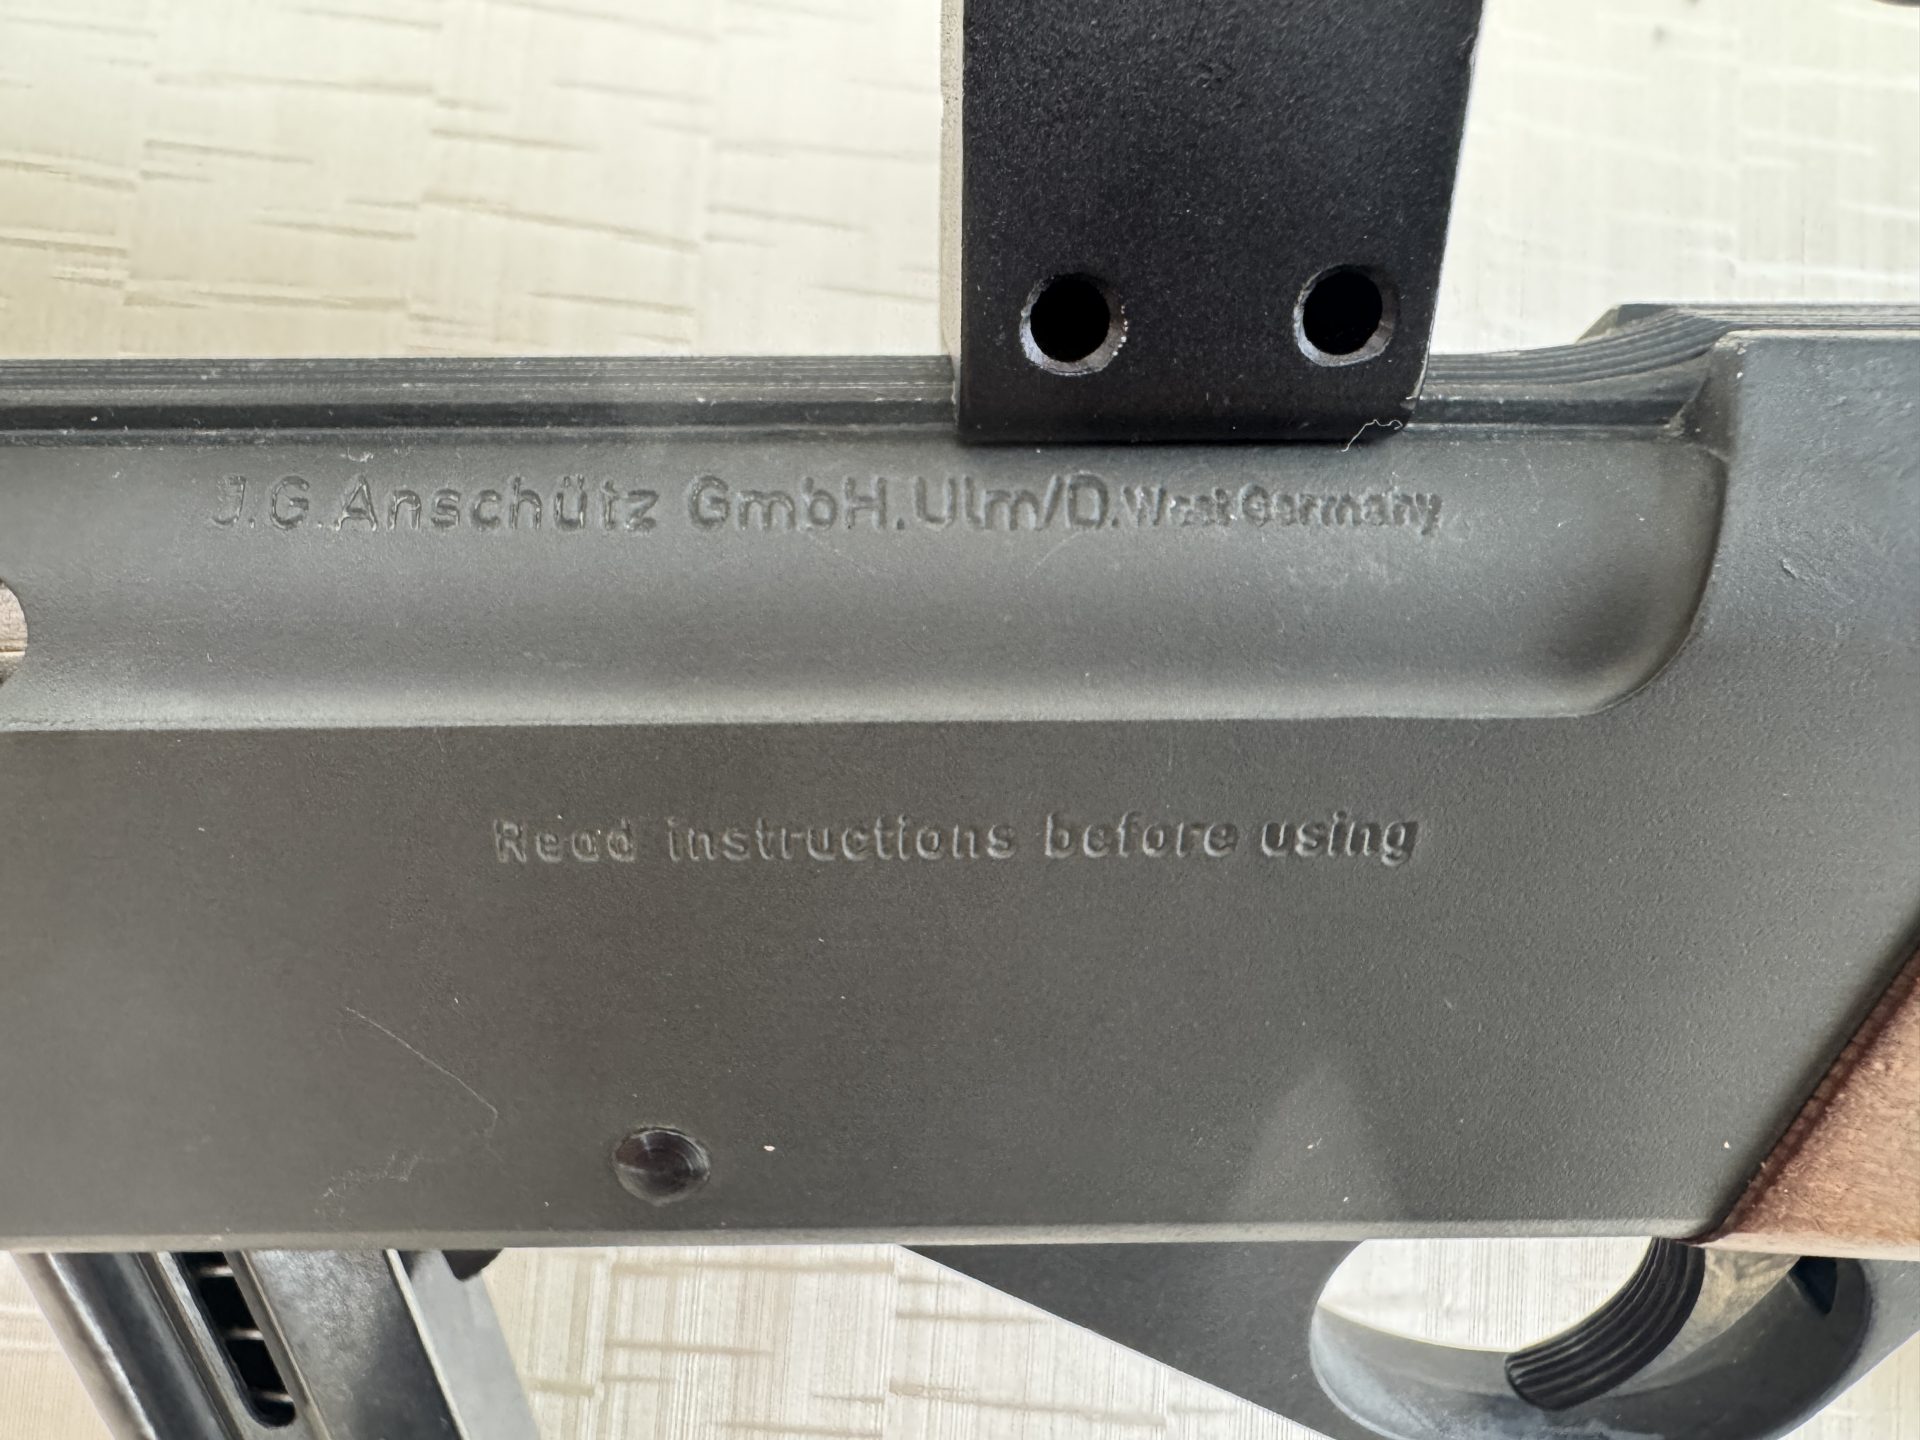 J.G.Anschütz GmbH.Ulm/D.West Germany
Read instructions before using